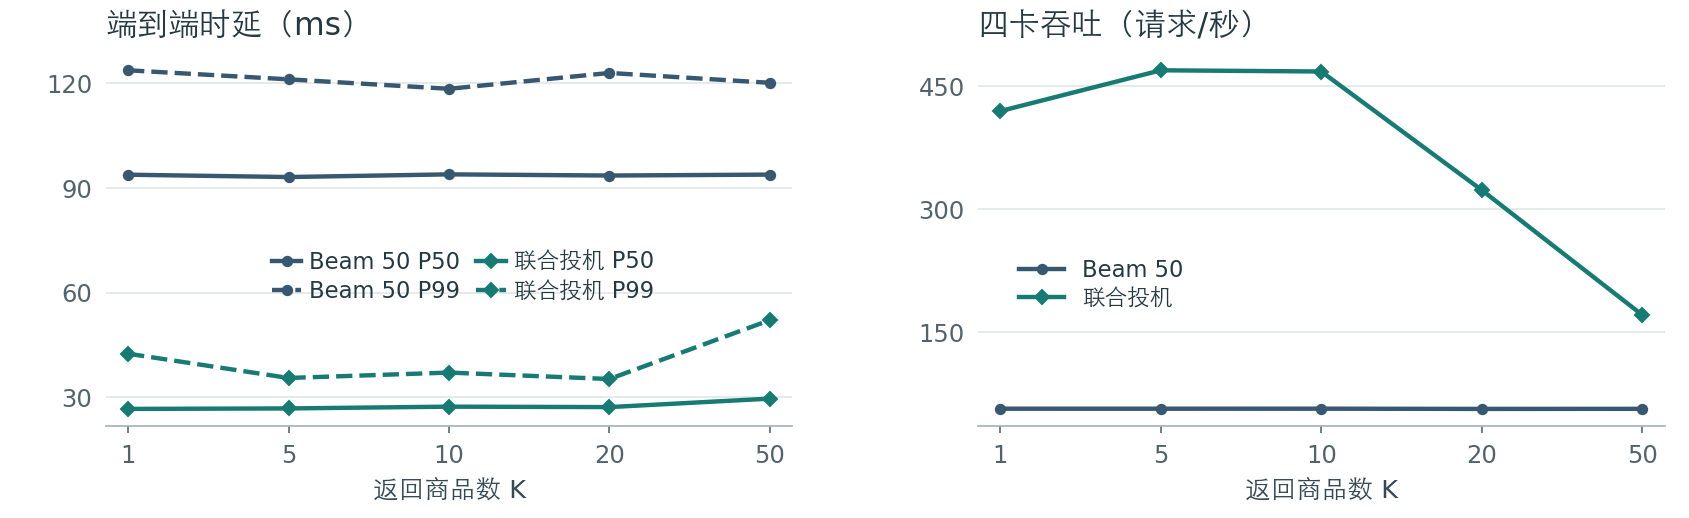 端到端时延（ms）
120
90
60
30
Beam 50 P50
Beam 50 P99
联合投机 P50
联合投机 P99
1 5 10 20 50
返回商品数 K
四卡吞吐（请求/秒）
450
300
150
Beam 50
联合投机
1 5 10 20 50
返回商品数 K